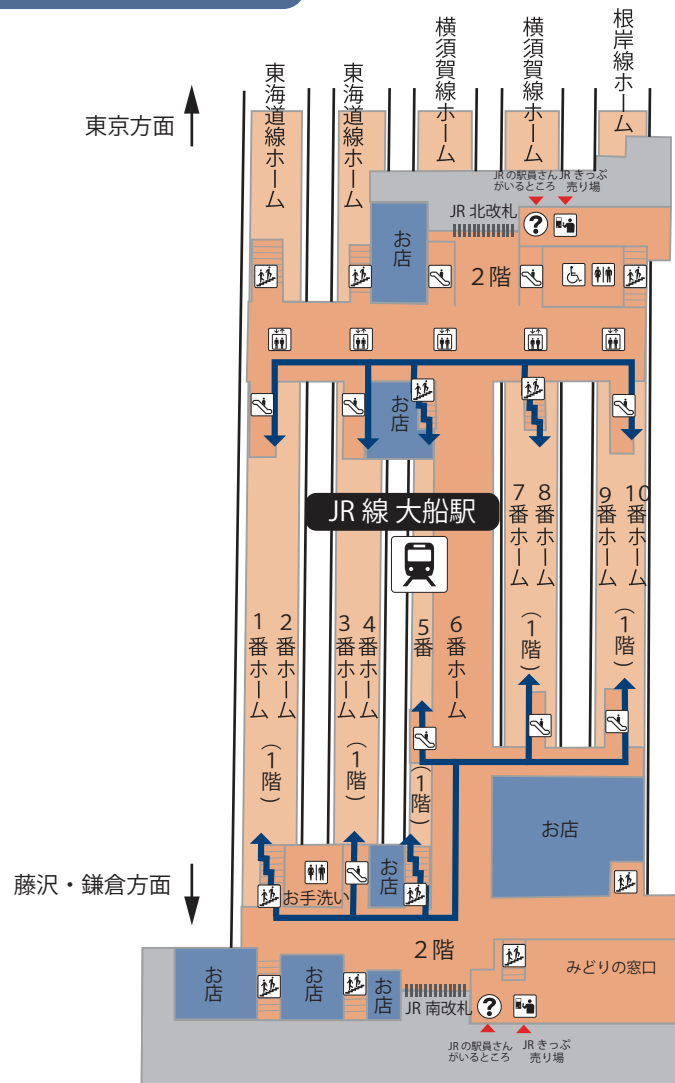 東海道線ホーム
東海道線ホーム
横須賀線ホーム
横須賀線ホーム
根岸線ホーム
東京方面
JRの駅員さん
がいるところ
JRきっぷ
売り場
JR 北改札
?
お店
2階
お店
JR 線 大船駅
1番ホーム
2番ホーム
(1階)
3番ホーム
4番ホーム
(1階)
5番
6番ホーム
(1階)
7番ホーム
8番ホーム
(1階)
9番ホーム
10番ホーム
(1階)
お店
お店
お手洗い
藤沢・鎌倉方面
2階
みどりの窓口
お店
お店
お店
JR 南改札
?
JRの駅員さん
がいるところ
JRきっぷ
売り場